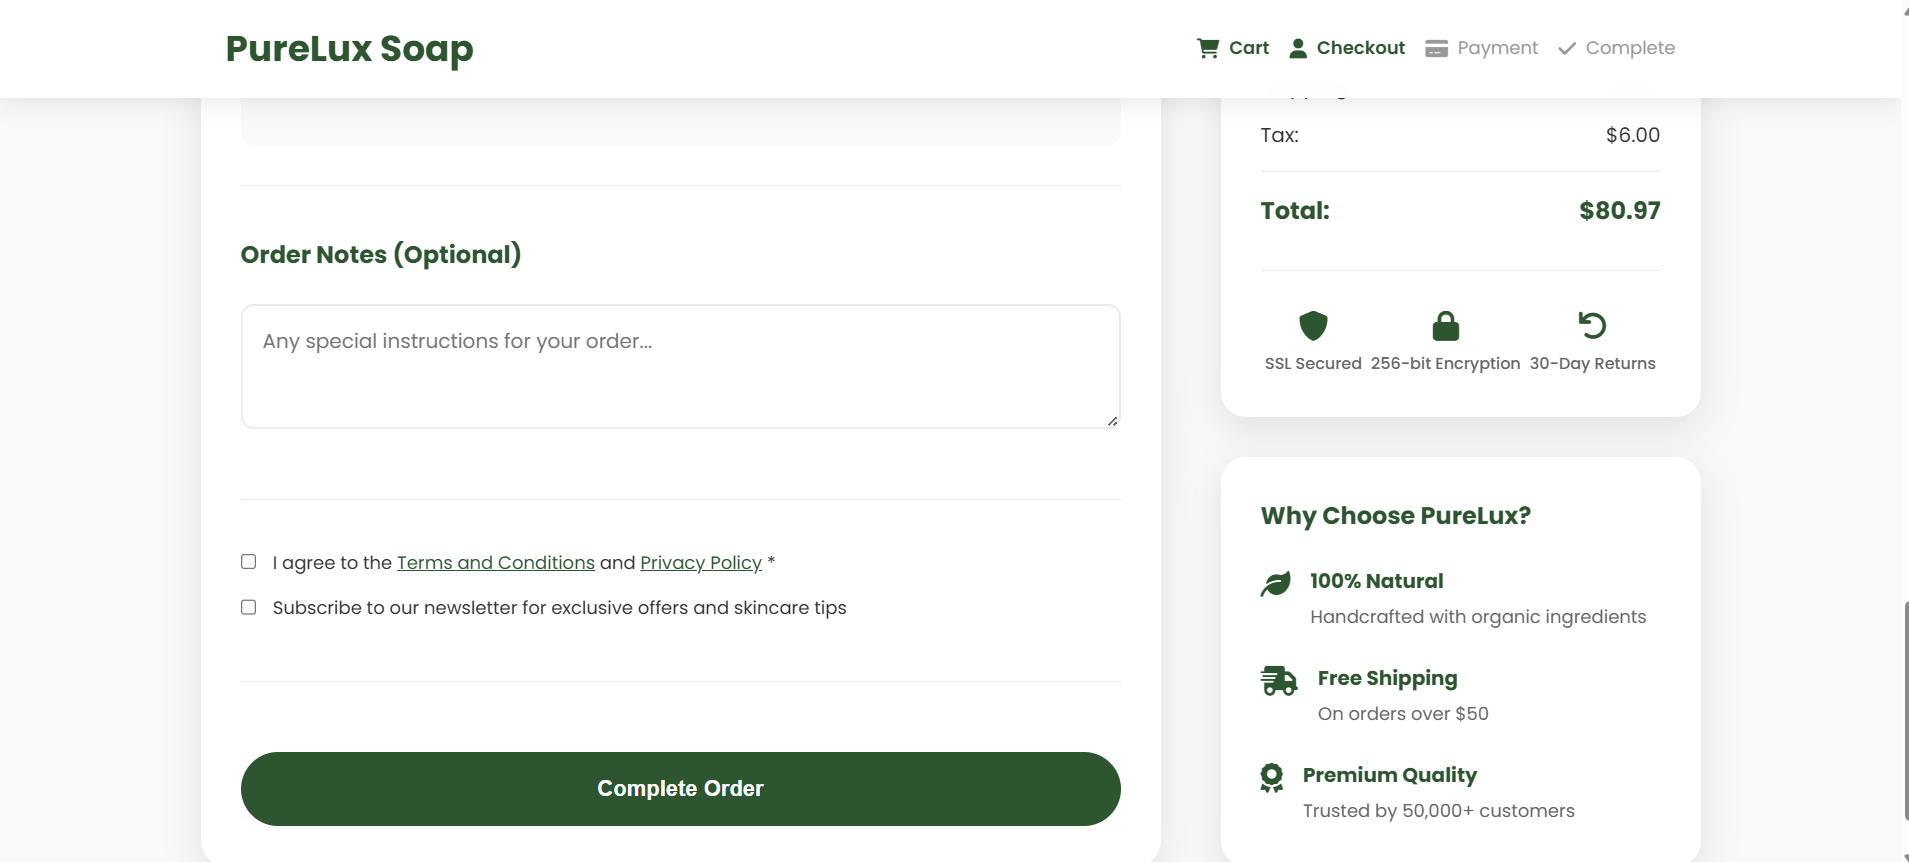 PureLux Soap
Cart Checkout Payment Complete
Tax: $6.00
Total: $80.97
SSL Secured 256-bit Encryption 30-Day Returns
Order Notes (Optional)
Any special instructions for your order...
I agree to the Terms and Conditions and Privacy Policy *
Subscribe to our newsletter for exclusive offers and skincare tips
Complete Order
Why Choose PureLux?
100% Natural
Handcrafted with organic ingredients
Free Shipping
On orders over $50
Premium Quality
Trusted by 50,000+ customers